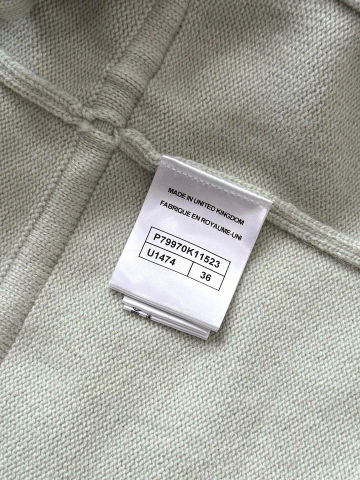 MADE IN UNITED KINGDOM
FABRIQUE EN ROYAUME-UNI
P79970K11523
U1474 36